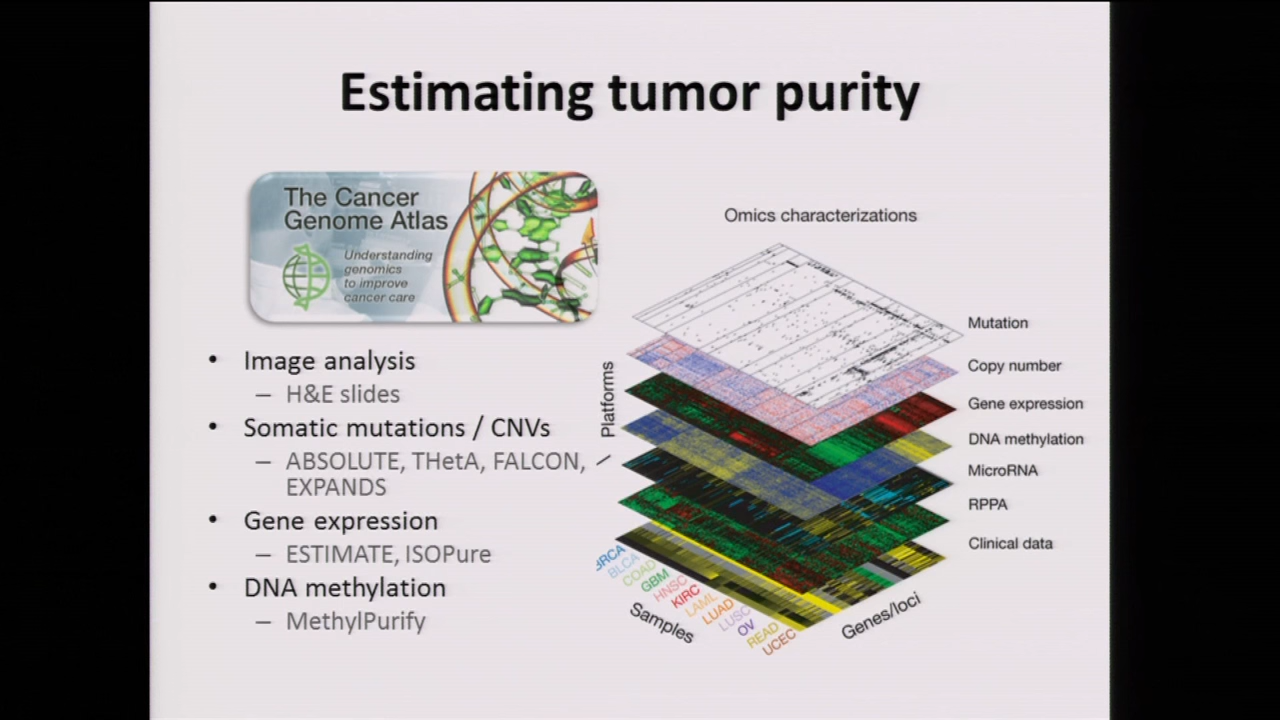 Estimating tumor purity
The Cancer
Genome Atlas
Understanding
genomics
to improve
cancer care
• Image analysis
– H&E slides
• Somatic mutations / CNVs
– ABSOLUTE, THetA, FALCON,
EXPANDS
• Gene expression
– ESTIMATE, ISOPure
• DNA methylation
– MethylPurify
Omics characterizations
Platforms
Mutation
Copy number
Gene expression
DNA methylation
MicroRNA
RPPA
Clinical data
BRCA
BLCA
COAD
GBM
HNSC
KIRC
LAML
LUAD
LUSC
OV
READ
UCEC
Samples
Genes/loci